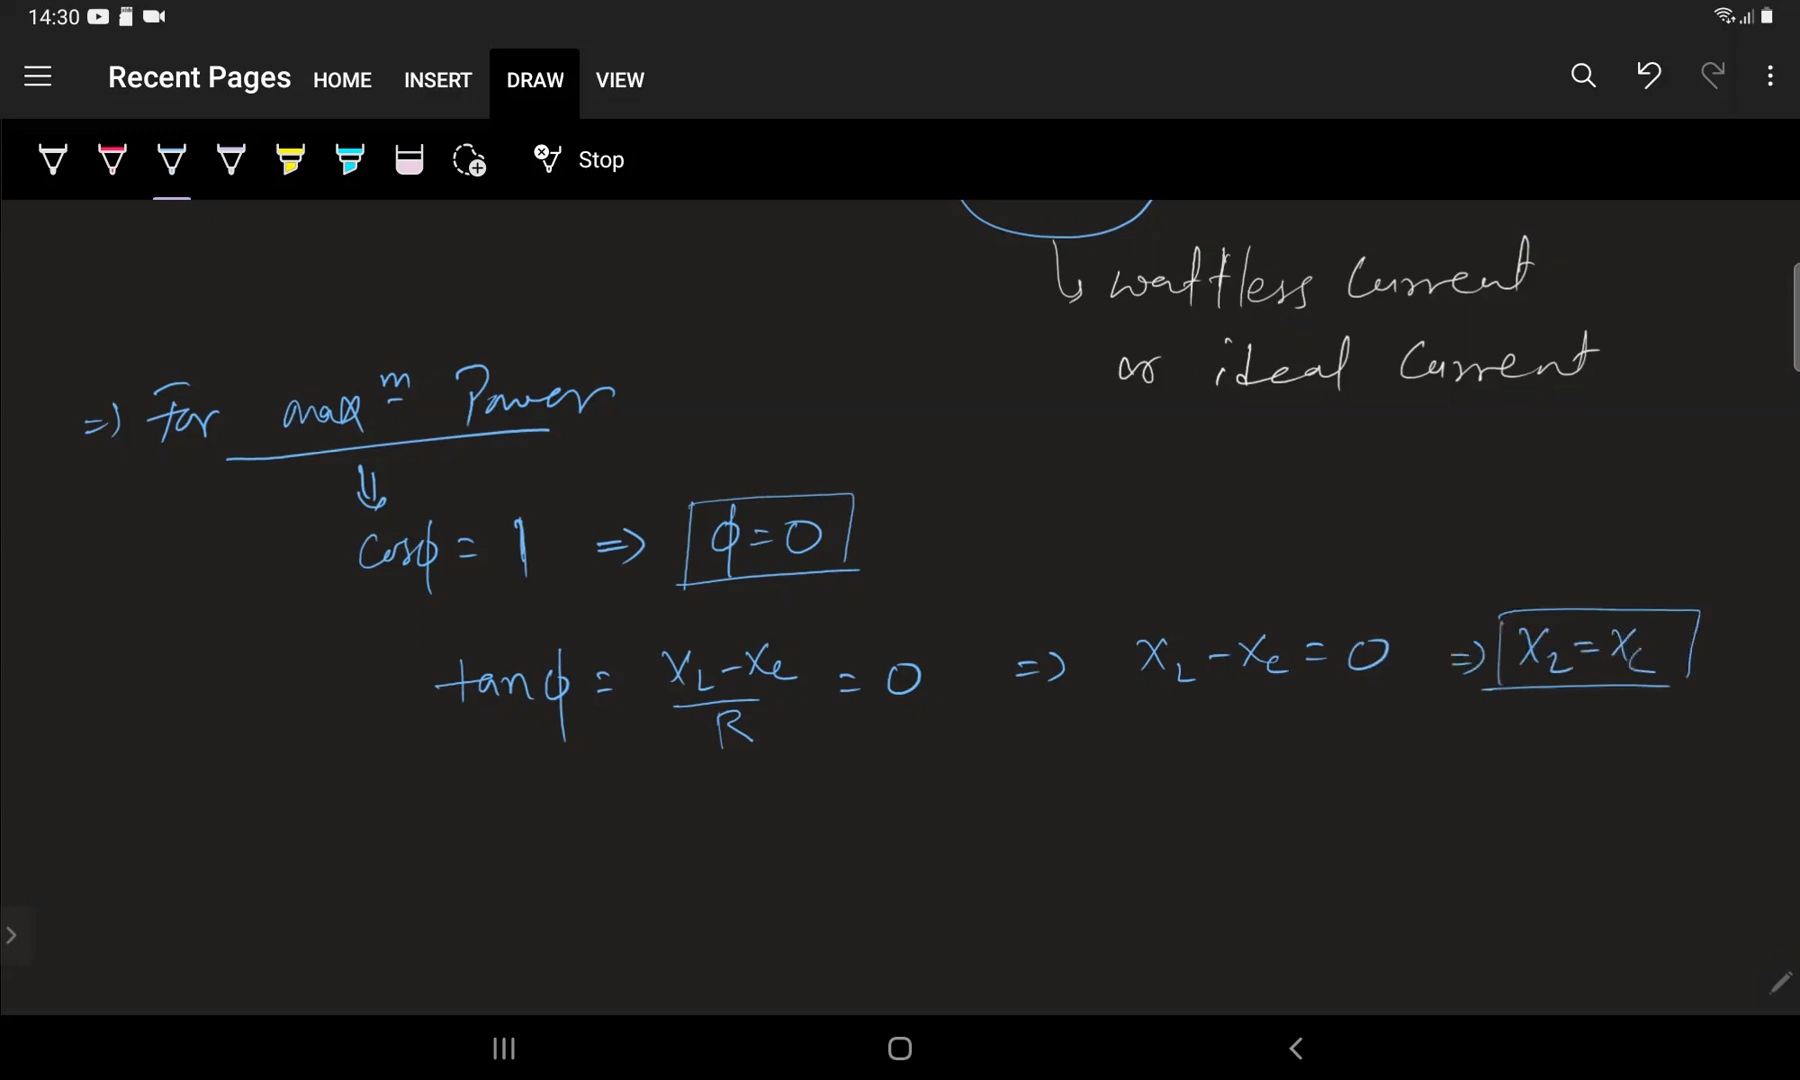 14:30
Recent Pages HOME INSERT DRAW VIEW
Stop
↳ wattless current
or ideal current
=) For max^m Power
⇓
cosϕ = 1 => ϕ = 0
tanϕ = (X_L - X_C)/R = 0 => X_L - X_C = 0 => X_L = X_C